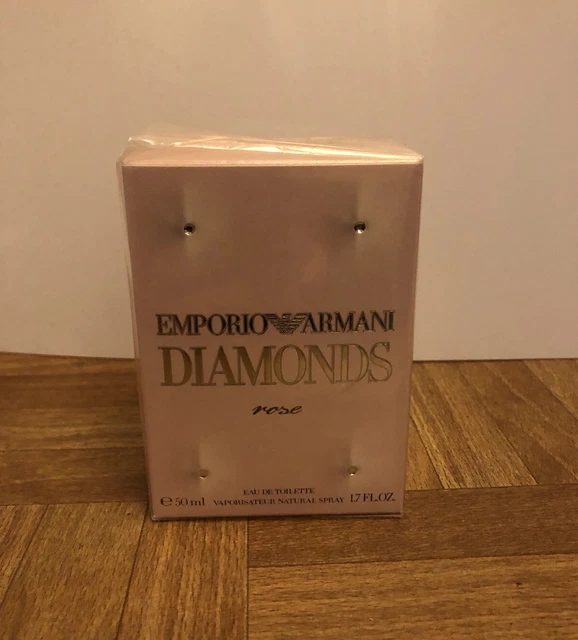 EMPORIO ARMANI
DIAMONDS
rose
EAU DE TOILETTE
℮ 50 ml VAPORISATEUR NATURAL SPRAY 1.7 FL.OZ.